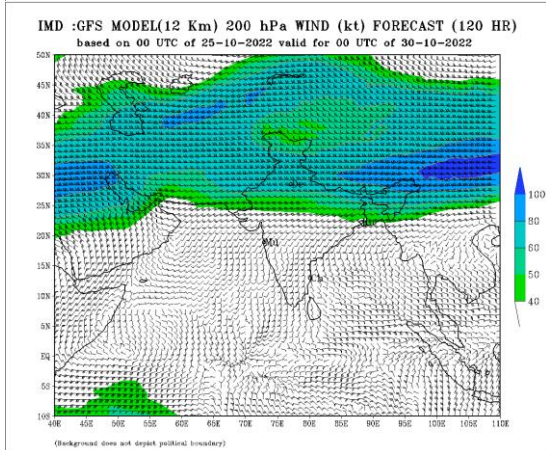 IMD :GFS MODEL(12 Km) 200 hPa WIND (kt) FORECAST (120 HR)
based on 00 UTC of 25-10-2022 valid for 00 UTC of 30-10-2022
50N
45N
40N
35N
30N
25N
20N
15N
10N
5N
EQ
5S
10S
Mu
100
80
60
50
40
40E 45E 50E 55E 60E 65E 70E 75E 80E 85E 90E 95E 100E 105E 110E
(Background does not depict political boundary)